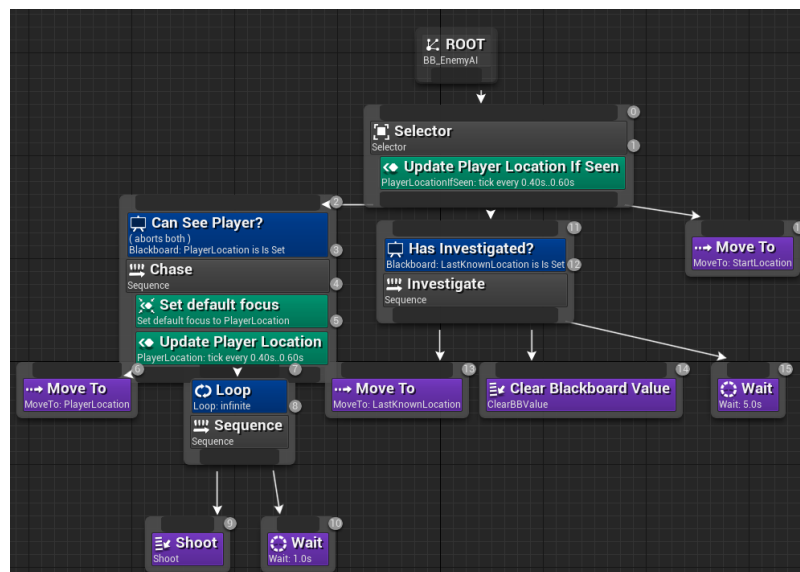 ROOT
BB_EnemyAI
0
Selector
Selector
1
Update Player Location If Seen
PlayerLocationIfSeen: tick every 0.40s..0.60s
2
Can See Player?
( aborts both )
Blackboard: PlayerLocation is Is Set
3
Chase
Sequence
4
Set default focus
Set default focus to PlayerLocation
5
Update Player Location
PlayerLocation: tick every 0.40s..0.60s
11
Has Investigated?
Blackboard: LastKnownLocation is Is Set
12
Investigate
Sequence
Move To
MoveTo: StartLocation
6
Move To
MoveTo: PlayerLocation
7
Loop
Loop: infinite
8
Sequence
Sequence
13
Move To
MoveTo: LastKnownLocation
14
Clear Blackboard Value
ClearBBValue
15
Wait
Wait: 5.0s
9
Shoot
Shoot
10
Wait
Wait: 1.0s